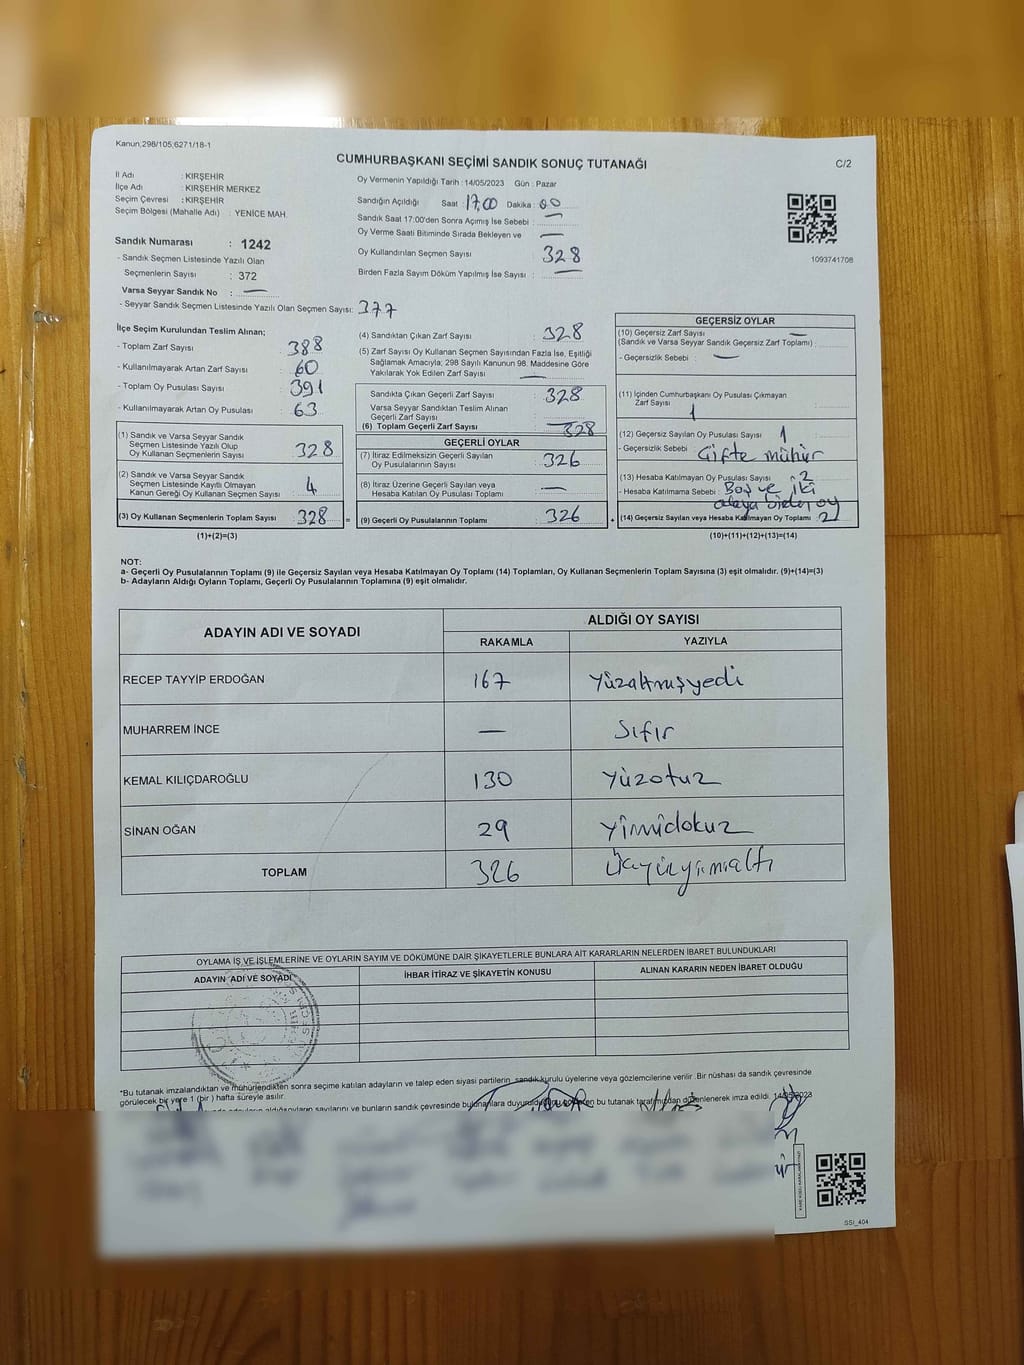 Kanun,298/105,6271/18-1
CUMHURBAŞKANI SEÇİMİ SANDIK SONUÇ TUTANAĞI
C/2
İl Adı : KIRŞEHİR
İlçe Adı : KIRŞEHİR MERKEZ
Seçim Çevresi : KIRŞEHİR
Seçim Bölgesi (Mahalle Adı) : YENİCE MAH.
Sandık Numarası : 1242
- Sandık Seçmen Listesinde Yazılı Olan
Seçmenlerin Sayısı : 372
Varsa Seyyar Sandık No : —
- Seyyar Sandık Seçmen Listesinde Yazılı Olan Seçmen Sayısı: 377
Oy Vermenin Yapıldığı Tarih : 14/05/2023 Gün : Pazar
Sandığın Açıldığı Saat : 17,00 Dakika : 00
Sandık Saat 17:00'den Sonra Açımış İse Sebebi : —
Oy Verme Saati Bitiminde Sırada Bekleyen ve —
Oy Kullandırılan Seçmen Sayısı 328
Birden Fazla Sayım Döküm Yapılmış İse Sayısı : —
1093741708
İlçe Seçim Kurulundan Teslim Alınan;
- Toplam Zarf Sayısı : 388
- Kullanılmayarak Artan Zarf Sayısı : 60
- Toplam Oy Pusulası Sayısı : 391
- Kullanılmayarak Artan Oy Pusulası : 63
(1) Sandık ve Varsa Seyyar Sandık
Seçmen Listesinde Yazılı Olup
Oy Kullanan Seçmenlerin Sayısı : 328
(2) Sandık ve Varsa Seyyar Sandık
Seçmen Listesinde Kayıtlı Olmayan
Kanun Gereği Oy Kullanan Seçmen Sayısı : 4
(3) Oy Kullanan Seçmenlerin Toplam Sayısı : 328 =
(1)+(2)=(3)
(4) Sandıktan Çıkan Zarf Sayısı : 328
(5) Zarf Sayısı Oy Kullanan Seçmen Sayısından Fazla İse, Eşitliği
Sağlamak Amacıyla; 298 Sayılı Kanunun 98. Maddesine Göre
Yakılarak Yok Edilen Zarf Sayısı : —
Sandıkta Çıkan Geçerli Zarf Sayısı : 328
Varsa Seyyar Sandıktan Teslim Alınan
Geçerli Zarf Sayısı : —
(6) Toplam Geçerli Zarf Sayısı : 328
GEÇERLİ OYLAR
(7) İtiraz Edilmeksizin Geçerli Sayılan
Oy Pusulalarının Sayısı : 326
(8) İtiraz Üzerine Geçerli Sayılan veya
Hesaba Katılan Oy Pusulası Toplamı : —
(9) Geçerli Oy Pusulalarının Toplamı : 326 +
GEÇERSİZ OYLAR
(10) Geçersiz Zarf Sayısı —
(Sandık ve Varsa Seyyar Sandık Geçersiz Zarf Toplamı) :
- Geçersizlik Sebebi : —
(11) İçinden Cumhurbaşkanı Oy Pusulası Çıkmayan
Zarf Sayısı : 1
(12) Geçersiz Sayılan Oy Pusulası Sayısı : 1
- Geçersizlik Sebebi : Çifte mühür
(13) Hesaba Katılmayan Oy Pusulası Sayısı : 2
- Hesaba Katılmama Sebebi : Boş ve iki
adaya birden oy
(14) Geçersiz Sayılan veya Hesaba Katılmayan Oy Toplamı : 2
(10)+(11)+(12)+(13)=(14)
NOT:
a- Geçerli Oy Pusulalarının Toplamı (9) ile Geçersiz Sayılan veya Hesaba Katılmayan Oy Toplamı (14) Toplamları, Oy Kullanan Seçmenlerin Toplam Sayısına (3) eşit olmalıdır. (9)+(14)=(3)
b- Adayların Aldığı Oyların Toplamı, Geçerli Oy Pusulalarının Toplamına (9) eşit olmalıdır.
ADAYIN ADI VE SOYADI
ALDIĞI OY SAYISI
RAKAMLA YAZIYLA
RECEP TAYYİP ERDOĞAN 167 Yüzaltmışyedi
MUHARREM İNCE — Sıfır
KEMAL KILIÇDAROĞLU 130 Yüzotuz
SİNAN OĞAN 29 Yirmidokuz
TOPLAM 326 Üçyüzyirmialtı
OYLAMA İŞ VE İŞLEMLERİNE VE OYLARIN SAYIM VE DÖKÜMÜNE DAİR ŞİKAYETLERLE BUNLARA AİT KARARLARIN NELERDEN İBARET BULUNDUKLARI
ADAYIN ADI VE SOYADI İHBAR İTİRAZ VE ŞİKAYETİN KONUSU ALINAN KARARIN NEDEN İBARET OLDUĞU
*Bu tutanak imzalandıktan ve mühürlendikten sonra seçime katılan adayların ve talep eden siyasi partilerin sandık kurulu üyelerine veya gözlemcilerine verilir. Bir nüshası da sandık çevresinde
görülecek bir yere 1 (bir) hafta süreyle asılır.
aldığı oyların sayılarını ve bunların sandık çevresinde bulunanlara duyurulduğu bu tutanak tarafımızdan düzenlenerek imza edildi. 14/05/2023
SSI_404